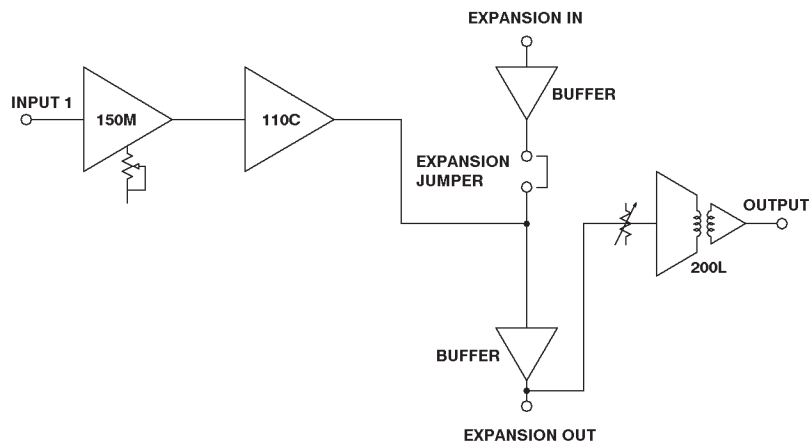 EXPANSION IN
INPUT 1
150M
110C
BUFFER
EXPANSION
JUMPER
OUTPUT
200L
BUFFER
EXPANSION OUT